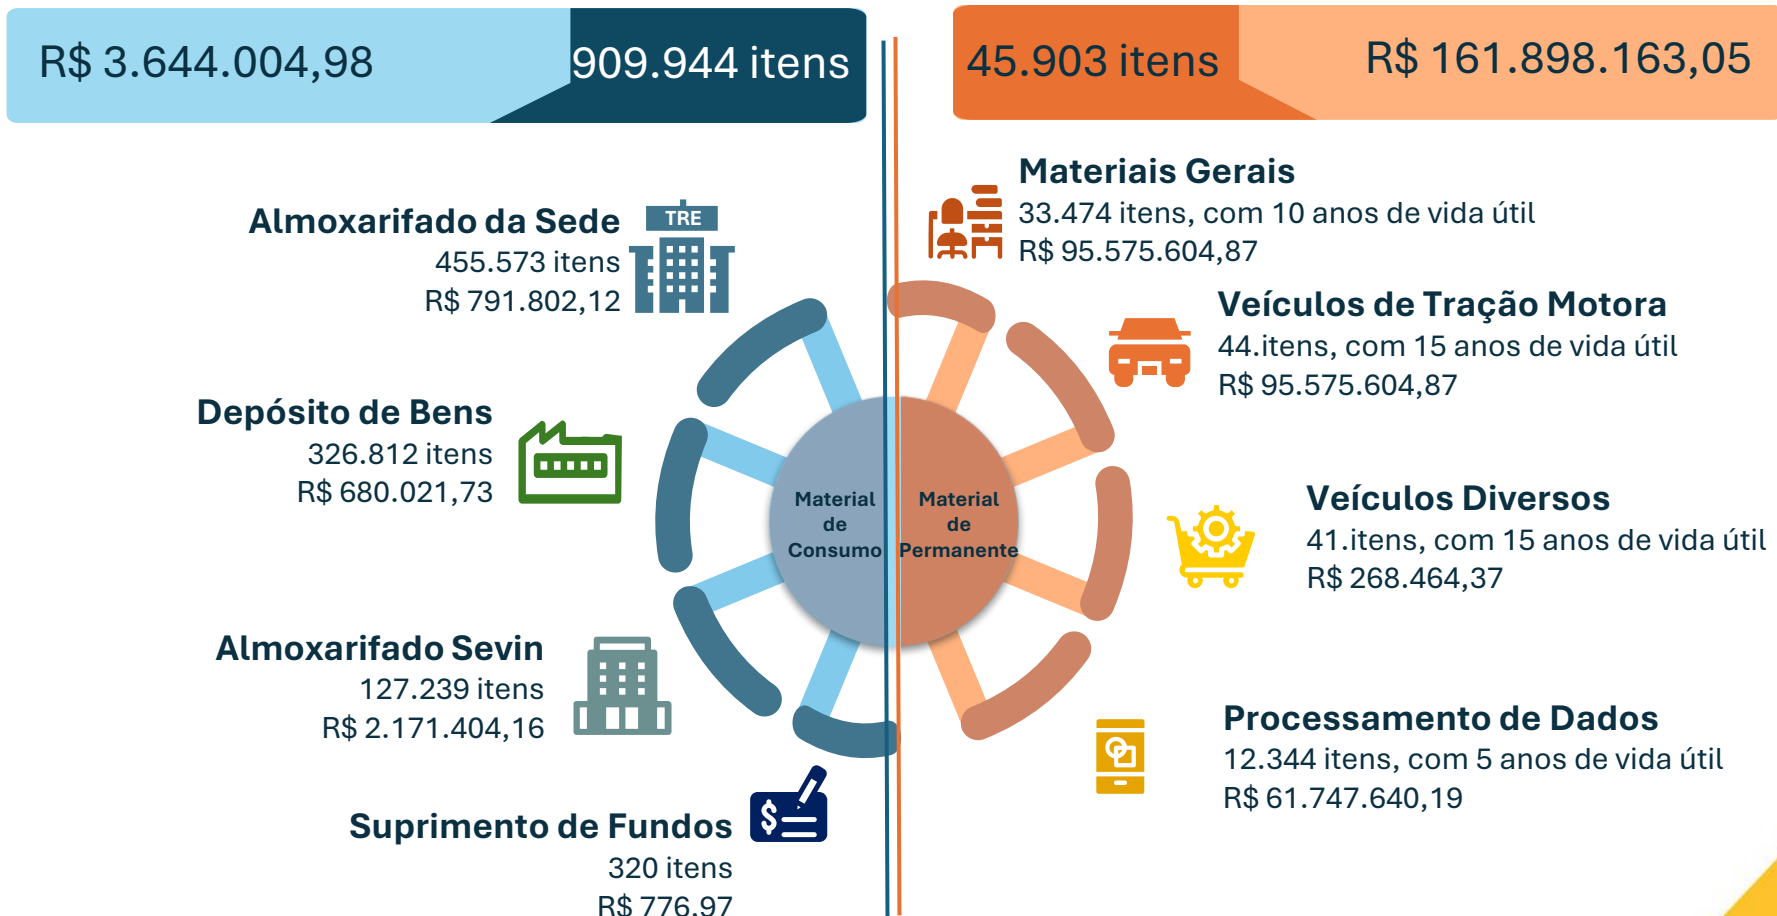 R$ 3.644.004,98
909.944 itens
45.903 itens
R$ 161.898.163,05
Almoxarifado da Sede
455.573 itens
R$ 791.802,12
TRE
Depósito de Bens
326.812 itens
R$ 680.021,73
Almoxarifado Sevin
127.239 itens
R$ 2.171.404,16
Suprimento de Fundos
320 itens
R$ 776,97
$
Material
de
Consumo
Material
de
Permanente
Materiais Gerais
33.474 itens, com 10 anos de vida útil
R$ 95.575.604,87
Veículos de Tração Motora
44.itens, com 15 anos de vida útil
R$ 95.575.604,87
Veículos Diversos
41.itens, com 15 anos de vida útil
R$ 268.464,37
Processamento de Dados
12.344 itens, com 5 anos de vida útil
R$ 61.747.640,19